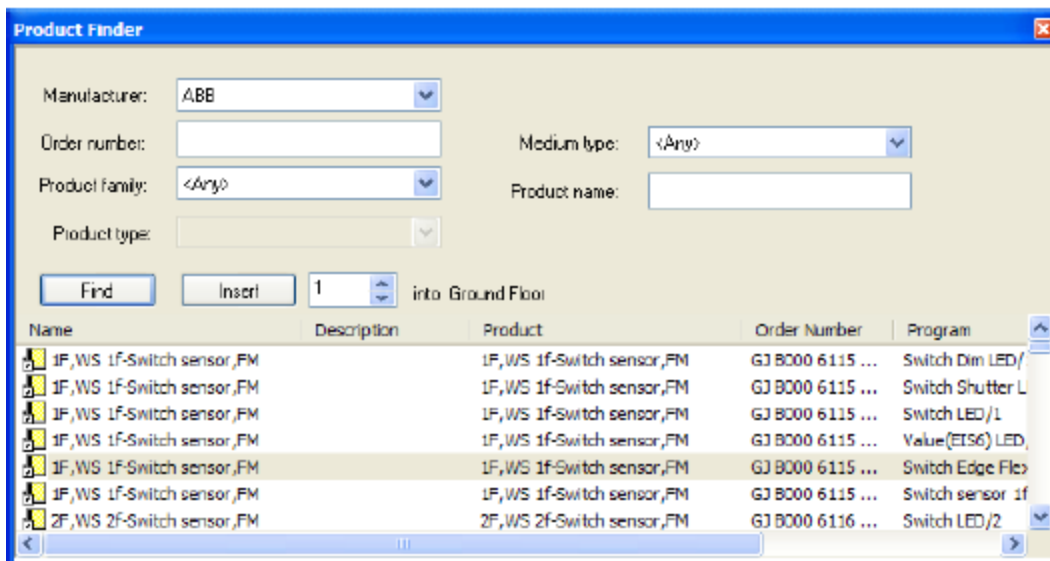 Product Finder
Manufacturer: ABB
Order number:
Medium type: <Any>
Product family: <Any>
Product name:
Product type:
Find Insert 1 into Ground Floor
Name Description Product Order Number Program
1F,WS 1f-Switch sensor,FM 1F,WS 1f-Switch sensor,FM GJ B000 6115 ... Switch Dim LED/
1F,WS 1f-Switch sensor,FM 1F,WS 1f-Switch sensor,FM GJ B000 6115 ... Switch Shutter L
1F,WS 1f-Switch sensor,FM 1F,WS 1f-Switch sensor,FM GJ B000 6115 ... Switch LED/1
1F,WS 1f-Switch sensor,FM 1F,WS 1f-Switch sensor,FM GJ B000 6115 ... Value(EIS6) LED,
1F,WS 1f-Switch sensor,FM 1F,WS 1f-Switch sensor,FM GJ B000 6115 ... Switch Edge Flex
1F,WS 1f-Switch sensor,FM 1F,WS 1f-Switch sensor,FM GJ B000 6115 ... Switch sensor 1f
2F,WS 2f-Switch sensor,FM 2F,WS 2f-Switch sensor,FM GJ B000 6116 ... Switch LED/2